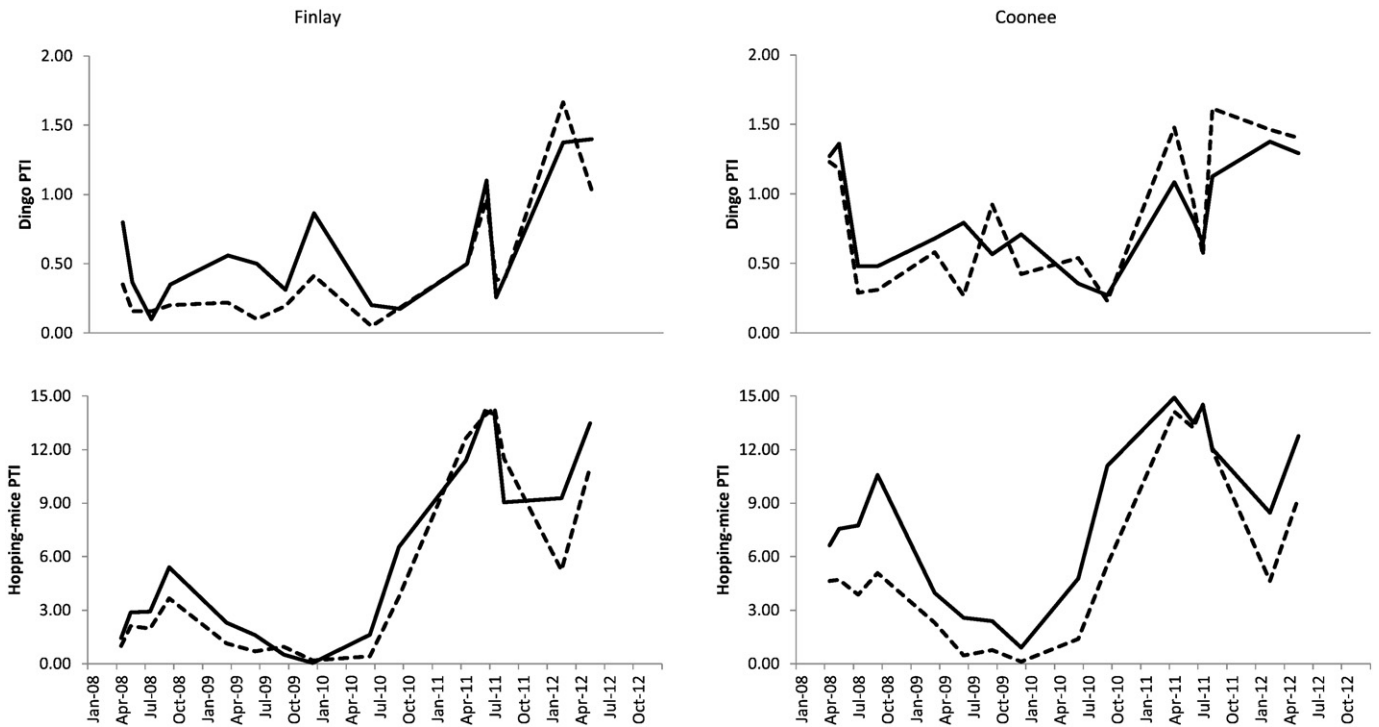 Finlay
Coonee
2.00
1.50
1.00
0.50
0.00
Dingo PTI
2.00
1.50
1.00
0.50
0.00
Dingo PTI
15.00
12.00
9.00
6.00
3.00
0.00
Hopping-mice PTI
Jan-08
Apr-08
Jul-08
Oct-08
Jan-09
Apr-09
Jul-09
Oct-09
Jan-10
Apr-10
Jul-10
Oct-10
Jan-11
Apr-11
Jul-11
Oct-11
Jan-12
Apr-12
Jul-12
Oct-12
15.00
12.00
9.00
6.00
3.00
0.00
Hopping-mice PTI
Jan-08
Apr-08
Jul-08
Oct-08
Jan-09
Apr-09
Jul-09
Oct-09
Jan-10
Apr-10
Jul-10
Oct-10
Jan-11
Apr-11
Jul-11
Oct-11
Jan-12
Apr-12
Jul-12
Oct-12